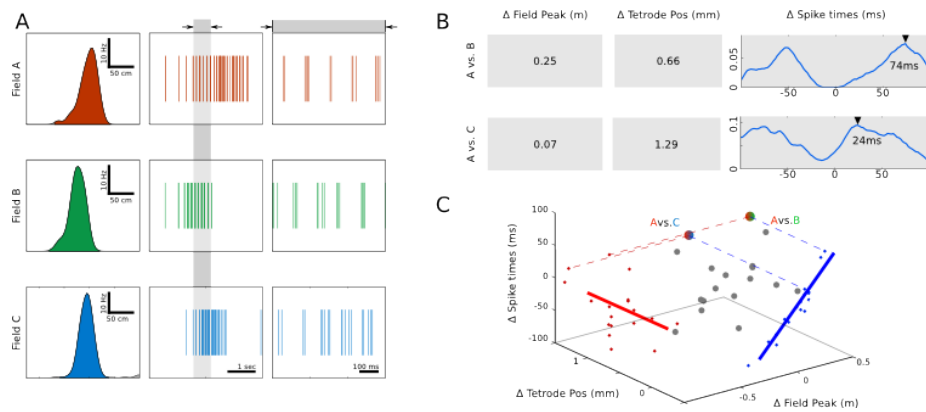 A
Field A
10 Hz
50 cm
Field B
10 Hz
50 cm
Field C
10 Hz
50 cm
1 sec
100 ms
B
Δ Field Peak (m)
Δ Tetrode Pos (mm)
Δ Spike times (ms)
A vs. B
0.25
0.66
0.05
0
74ms
-50
0
50
A vs. C
0.07
1.29
0.1
0
24ms
-50
0
50
C
100
50
0
-50
-100
Δ Spike times (ms)
Avs.C
Avs.B
1
0
Δ Tetrode Pos (mm)
-0.5
0
0.5
Δ Field Peak (m)